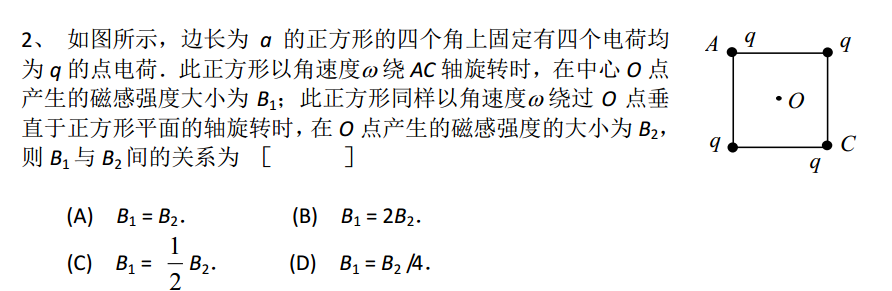 2、 如图所示，边长为 a 的正方形的四个角上固定有四个电荷均
为 q 的点电荷．此正方形以角速度ω绕 AC 轴旋转时，在中心 O 点
产生的磁感强度大小为 B₁；此正方形同样以角速度ω绕过 O 点垂
直于正方形平面的轴旋转时，在 O 点产生的磁感强度的大小为 B₂，
则 B₁与 B₂间的关系为 [ ]
(A) B₁ = B₂． (B) B₁ = 2B₂．
(C) B₁ = 1/2 B₂． (D) B₁ = B₂ /4．
A q q
O
q C
q